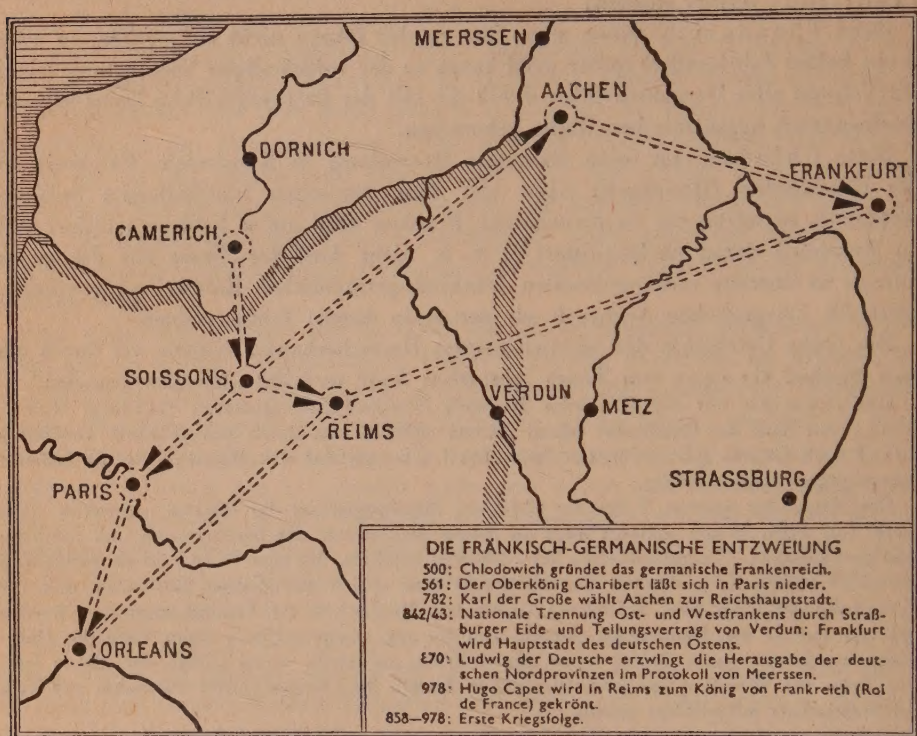 MEERSSEN
AACHEN
DORNICH
FRANKFURT
CAMERICH
SOISSONS
VERDUN
METZ
REIMS
PARIS
STRASSBURG
ORLEANS
DIE FRÄNKISCH-GERMANISCHE ENTZWEIUNG
500: Chlodowich gründet das germanische Frankenreich.
561: Der Oberkönig Charibert läßt sich in Paris nieder.
782: Karl der Große wählt Aachen zur Reichshauptstadt.
842/43: Nationale Trennung Ost- und Westfrankens durch Straß-
burger Eide und Teilungsvertrag von Verdun; Frankfurt
wird Hauptstadt des deutschen Ostens.
870: Ludwig der Deutsche erzwingt die Herausgabe der deut-
schen Nordprovinzen im Protokoll von Meerssen.
978: Hugo Capet wird in Reims zum König von Frankreich (Roi
de France) gekrönt.
858—978: Erste Kriegsfolge.